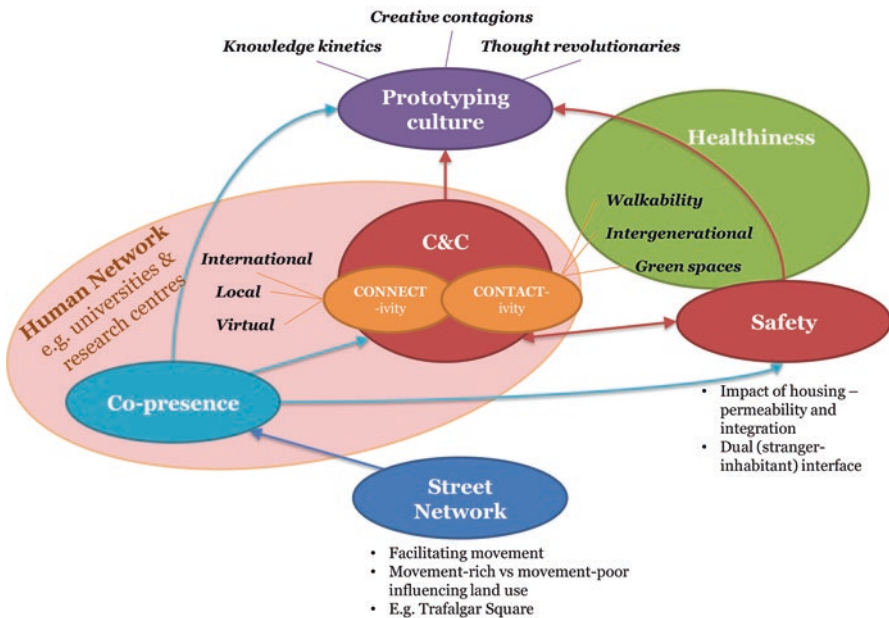 Creative contagions
Knowledge kinetics
Thought revolutionaries
Prototyping
culture
Healthiness
Human Network
e.g. universities &
research centres
C&C
Walkability
Intergenerational
Green spaces
International
Local
Virtual
CONNECT
-ivity
CONTACT-
ivity
Safety
Co-presence
• Impact of housing –
permeability and
integration
• Dual (stranger-
inhabitant) interface
Street
Network
• Facilitating movement
• Movement-rich vs movement-poor
influencing land use
• E.g. Trafalgar Square